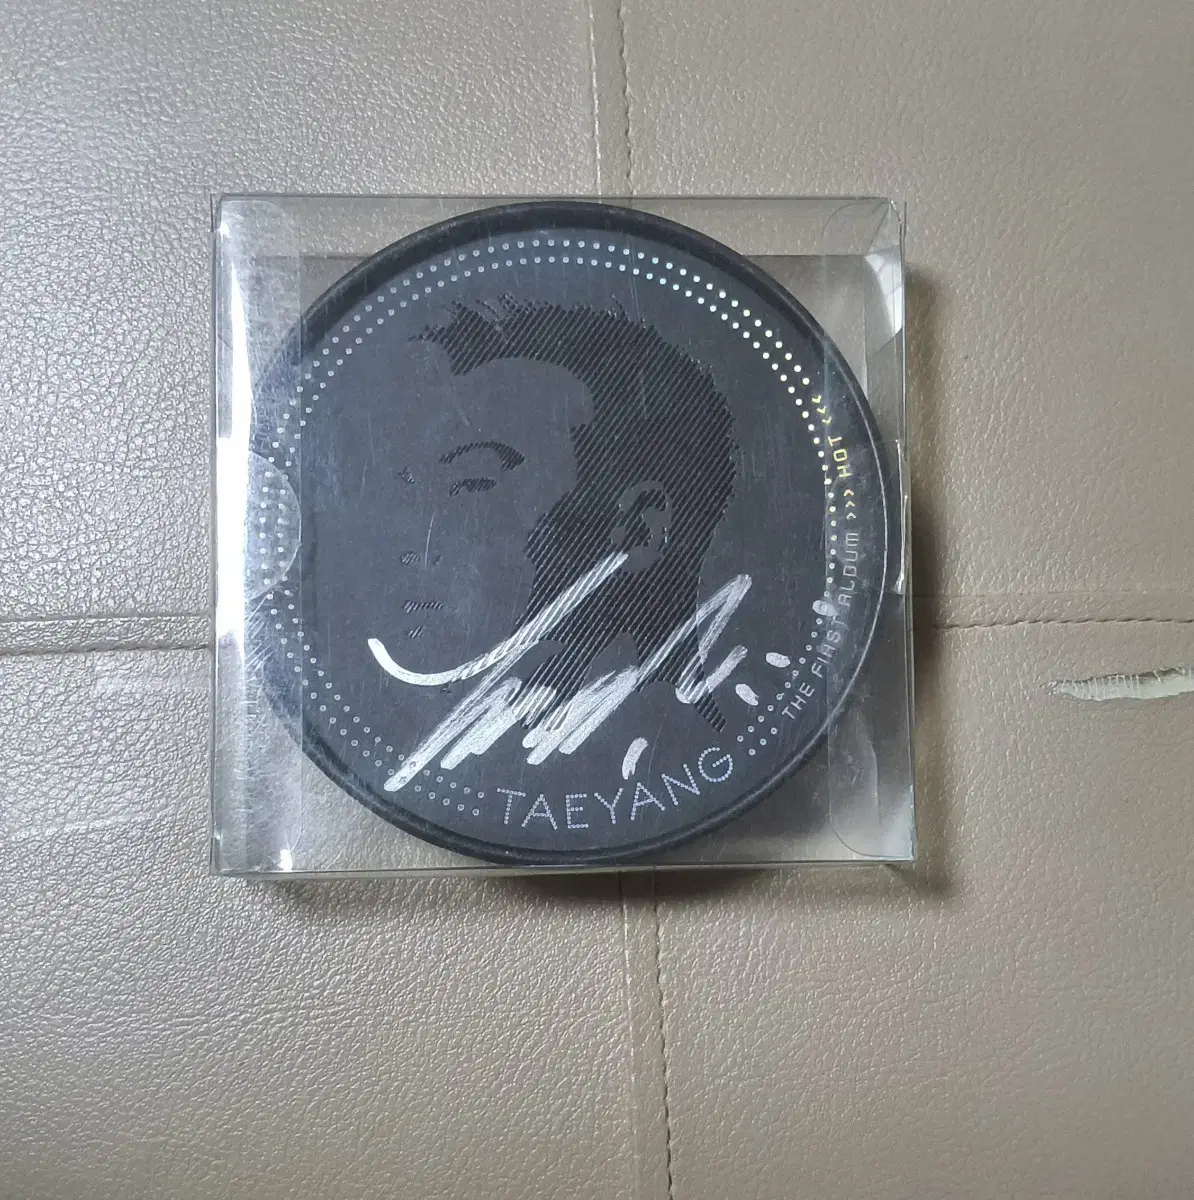 TAEYANG
THE FIRST ALBUM >>> HOT <<<